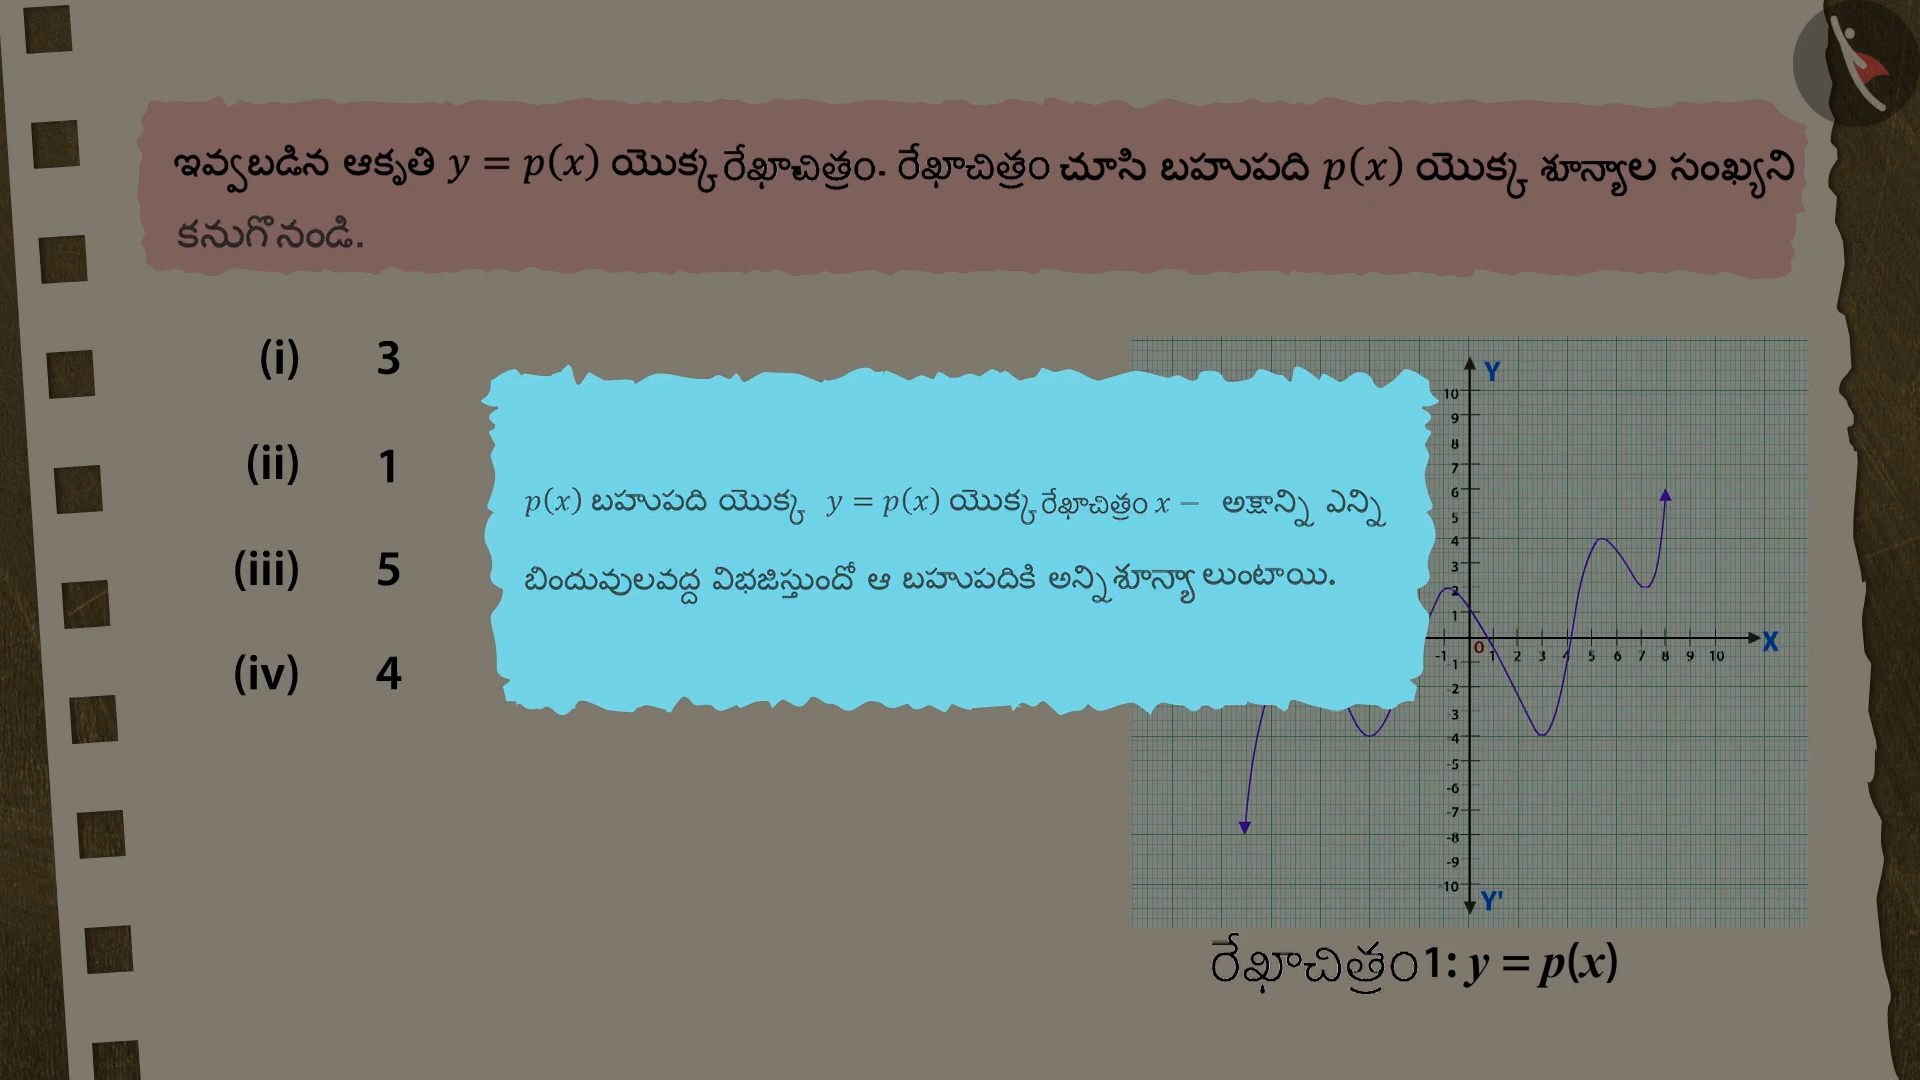 ఇవ్వబడిన ఆకృతి y = p(x) యొక్క రేఖాచిత్రం. రేఖాచిత్రం చూసి బహుపది p(x) యొక్క శూన్యాల సంఖ్యని
కనుగొనండి.
(i) 3
(ii) 1
(iii) 5
(iv) 4
p(x) బహుపది యొక్క y = p(x) యొక్క రేఖాచిత్రం x − అక్షాన్ని ఎన్ని
బిందువులవద్ద విభజిస్తుందో ఆ బహుపదికి అన్ని శూన్యా లుంటాయి.
Y
10
9
8
7
6
5
4
3
2
1
X
-1 0 1 2 3 4 5 6 7 8 9 10
-1
2
3
-4
-5
-6
-7
-8
-9
-10
Y'
రేఖాచిత్రం1: y = p(x)